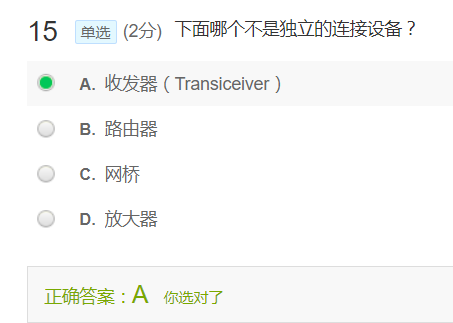 15 单选 (2分) 下面哪个不是独立的连接设备？
A. 收发器（Transiceiver）
B. 路由器
C. 网桥
D. 放大器
正确答案：A 你选对了